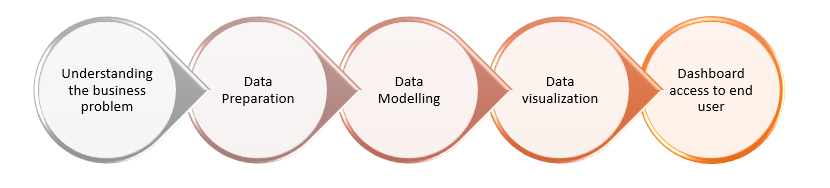 Understanding
the business
problem
Data
Preparation
Data
Modelling
Data
visualization
Dashboard
access to end
user